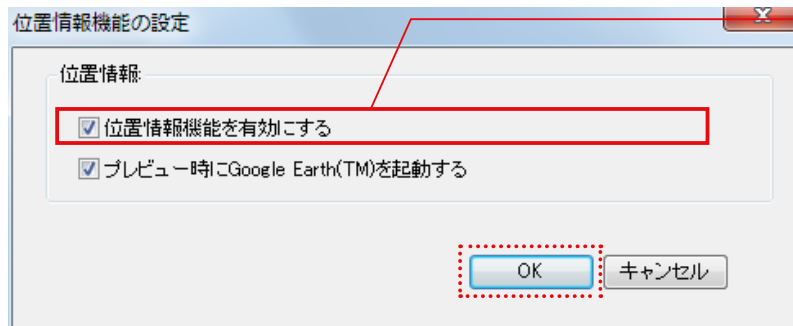 位置情報機能の設定
位置情報:
位置情報機能を有効にする
プレビュー時にGoogle Earth(TM)を起動する
OK
キャンセル